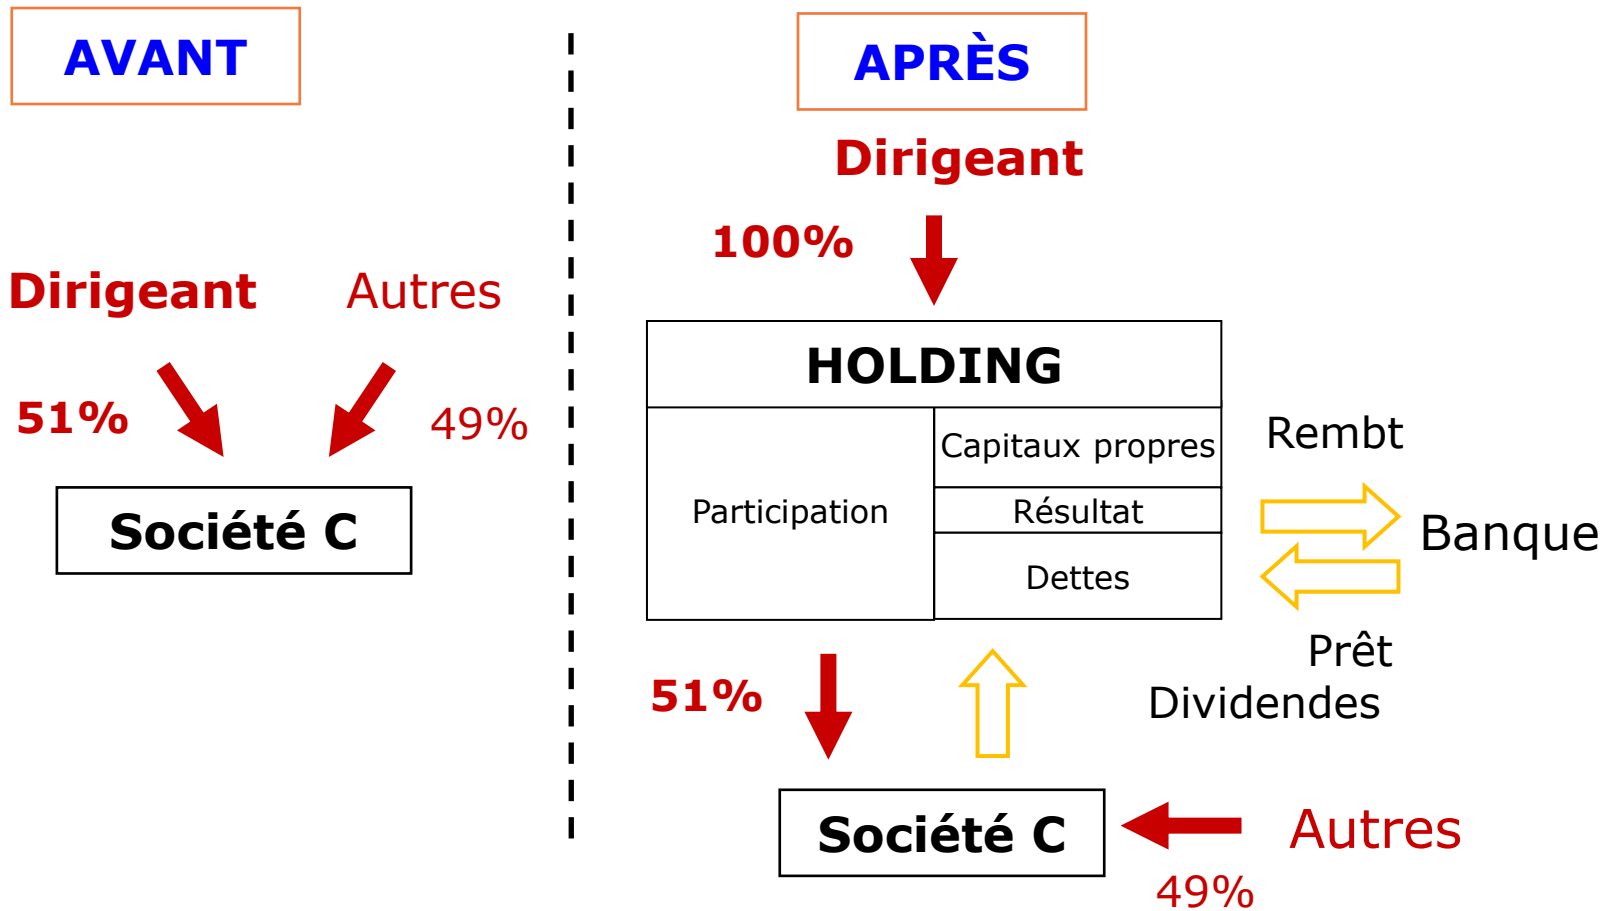 AVANT
Dirigeant
Autres
51%
49%
Société C
APRÈS
Dirigeant
100%
HOLDING
Participation
Capitaux propres
Résultat
Dettes
Rembt
Banque
Prêt
51%
Dividendes
Société C
Autres
49%